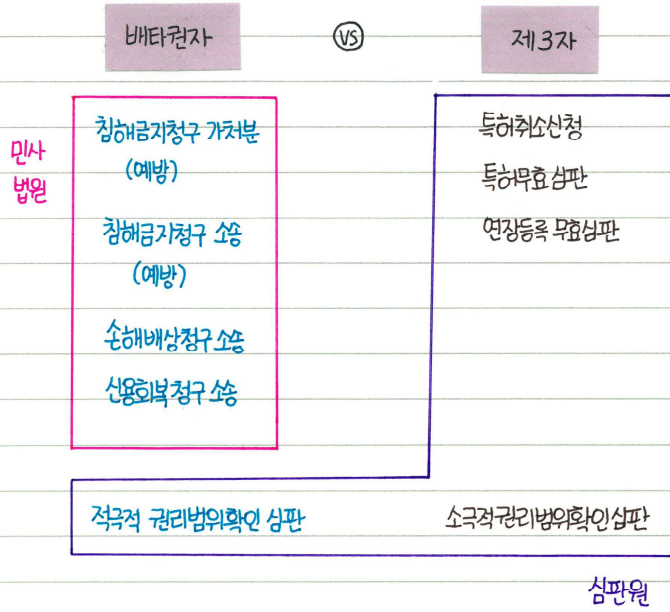 배타권자 VS 제3자
민사
법원
침해금지청구 가처분
(예방)
침해금지청구 소송
(예방)
손해배상청구 소송
신용회복청구 소송
특허취소신청
특허무효 심판
연장등록 무효심판
적극적 권리범위확인 심판
소극적 권리범위확인 심판
심판원